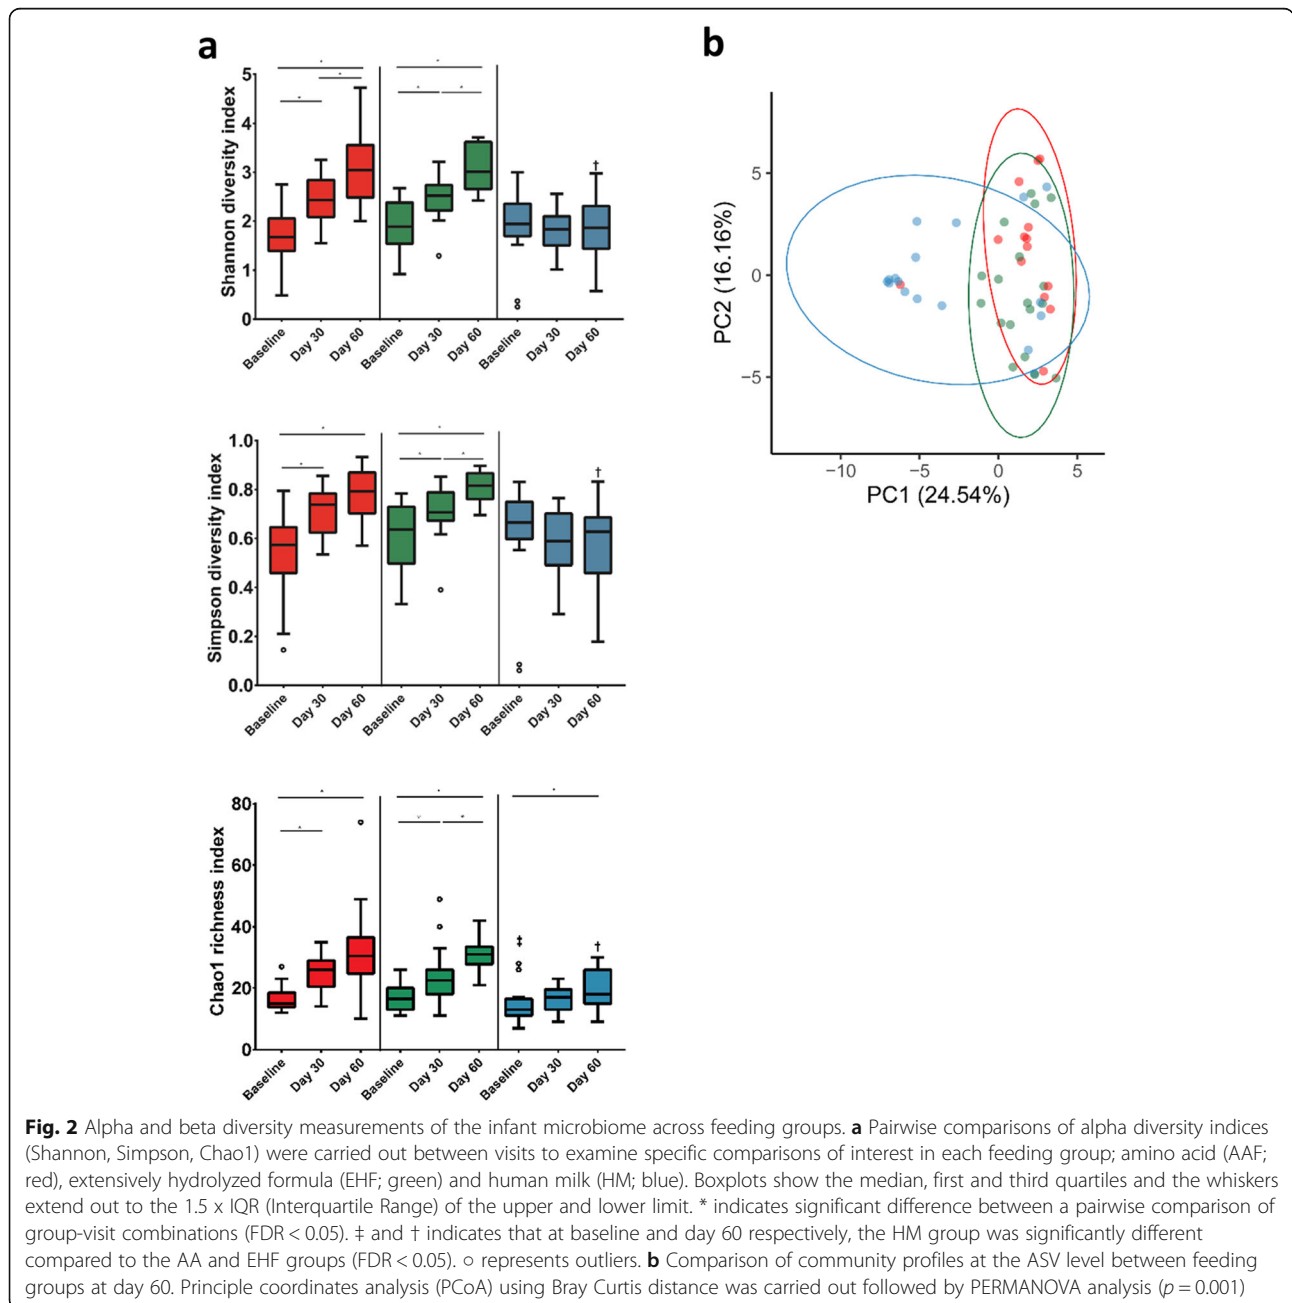 a
b
Shannon diversity index
5
4
3
2
1
0
*
*
*
*
*
*
†
Baseline
Day 30
Day 60
Baseline
Day 30
Day 60
Baseline
Day 30
Day 60
PC2 (16.16%)
5
0
−5
−10
−5
0
5
PC1 (24.54%)
Simpson diversity index
1.0
0.8
0.6
0.4
0.2
0.0
*
*
*
*
*
†
Baseline
Day 30
Day 60
Baseline
Day 30
Day 60
Baseline
Day 30
Day 60
Chao1 richness index
80
60
40
20
0
*
*
*
*
*
*
‡
†
Baseline
Day 30
Day 60
Baseline
Day 30
Day 60
Baseline
Day 30
Day 60
Fig. 2 Alpha and beta diversity measurements of the infant microbiome across feeding groups. a Pairwise comparisons of alpha diversity indices
(Shannon, Simpson, Chao1) were carried out between visits to examine specific comparisons of interest in each feeding group; amino acid (AAF;
red), extensively hydrolyzed formula (EHF; green) and human milk (HM; blue). Boxplots show the median, first and third quartiles and the whiskers
extend out to the 1.5 x IQR (Interquartile Range) of the upper and lower limit. * indicates significant difference between a pairwise comparison of
group-visit combinations (FDR < 0.05). ‡ and † indicates that at baseline and day 60 respectively, the HM group was significantly different
compared to the AA and EHF groups (FDR < 0.05). ○ represents outliers. b Comparison of community profiles at the ASV level between feeding
groups at day 60. Principle coordinates analysis (PCoA) using Bray Curtis distance was carried out followed by PERMANOVA analysis (p = 0.001)